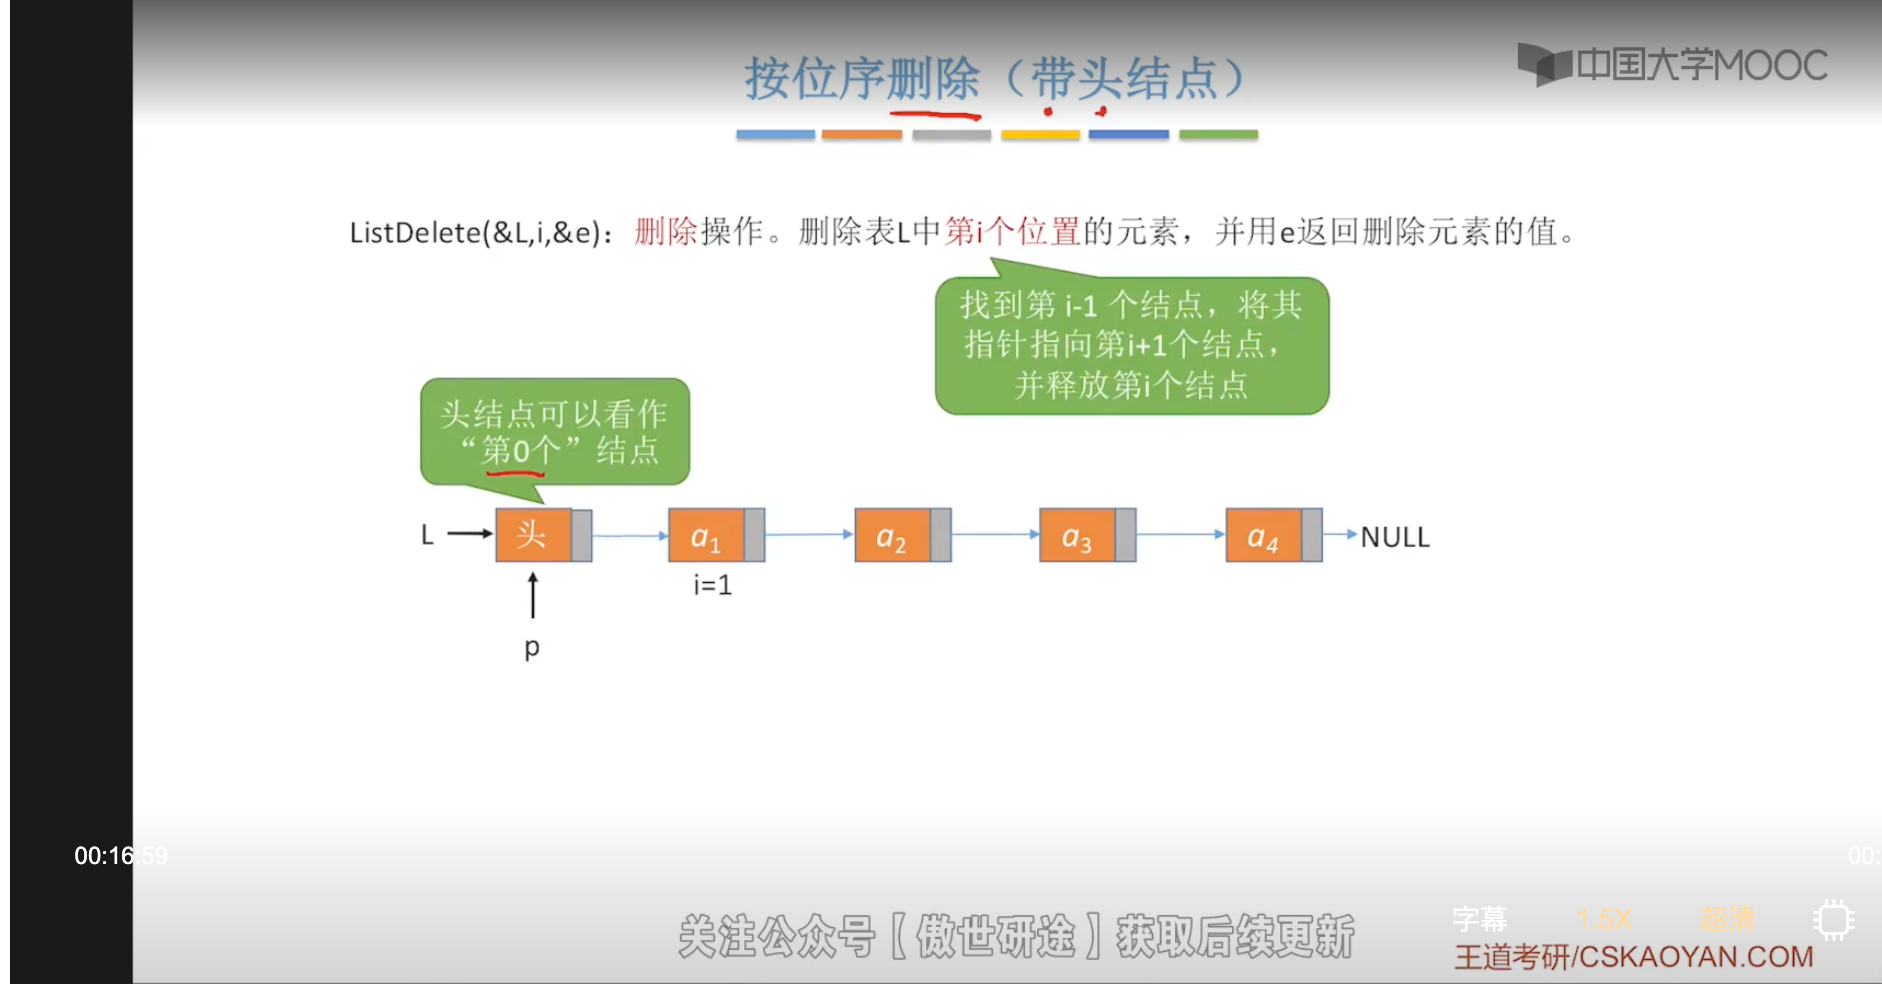 中国大学MOOC
按位序删除（带头结点）
ListDelete(&L,i,&e)：删除操作。删除表L中第i个位置的元素，并用e返回删除元素的值。
找到第 i-1 个结点，将其
指针指向第i+1个结点，
并释放第i个结点
头结点可以看作
“第0个”结点
L 头 a1 a2 a3 a4 NULL
i=1
p
00:16:59 00:
字幕 1.5X 超清
关注公众号【傲世研途】获取后续更新
王道考研/CSKAOYAN.COM